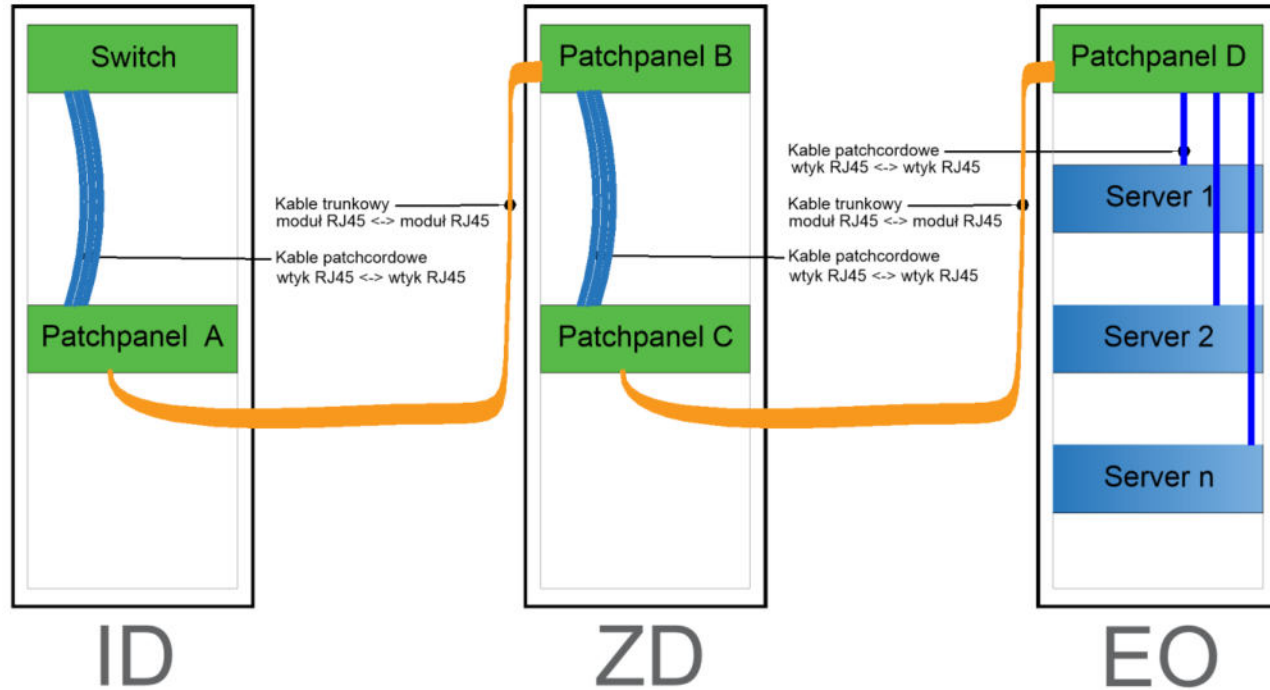 Switch
Patchpanel A
Kable trunkowy
moduł RJ45 <-> moduł RJ45
Kable patchcordowe
wtyk RJ45 <-> wtyk RJ45
ID
Patchpanel B
Patchpanel C
Kable patchcordowe
wtyk RJ45 <-> wtyk RJ45
Kable trunkowy
moduł RJ45 <-> moduł RJ45
Kable patchcordowe
wtyk RJ45 <-> wtyk RJ45
ZD
Patchpanel D
Server 1
Server 2
Server n
EO